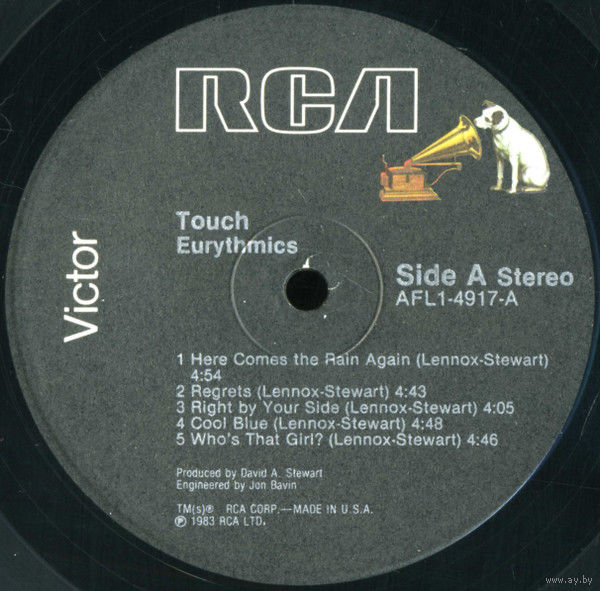 RCA
Victor
Touch
Eurythmics
Side A Stereo
AFL1-4917-A
1 Here Comes the Rain Again (Lennox-Stewart)
4:54
2 Regrets (Lennox-Stewart) 4:43
3 Right by Your Side (Lennox-Stewart) 4:05
4 Cool Blue (Lennox-Stewart) 4:48
5 Who's That Girl? (Lennox-Stewart) 4:46
Produced by David A. Stewart
Engineered by Jon Bavin
TM(s)® RCA CORP.—MADE IN U.S.A.
℗ 1983 RCA LTD.
www.ay.by